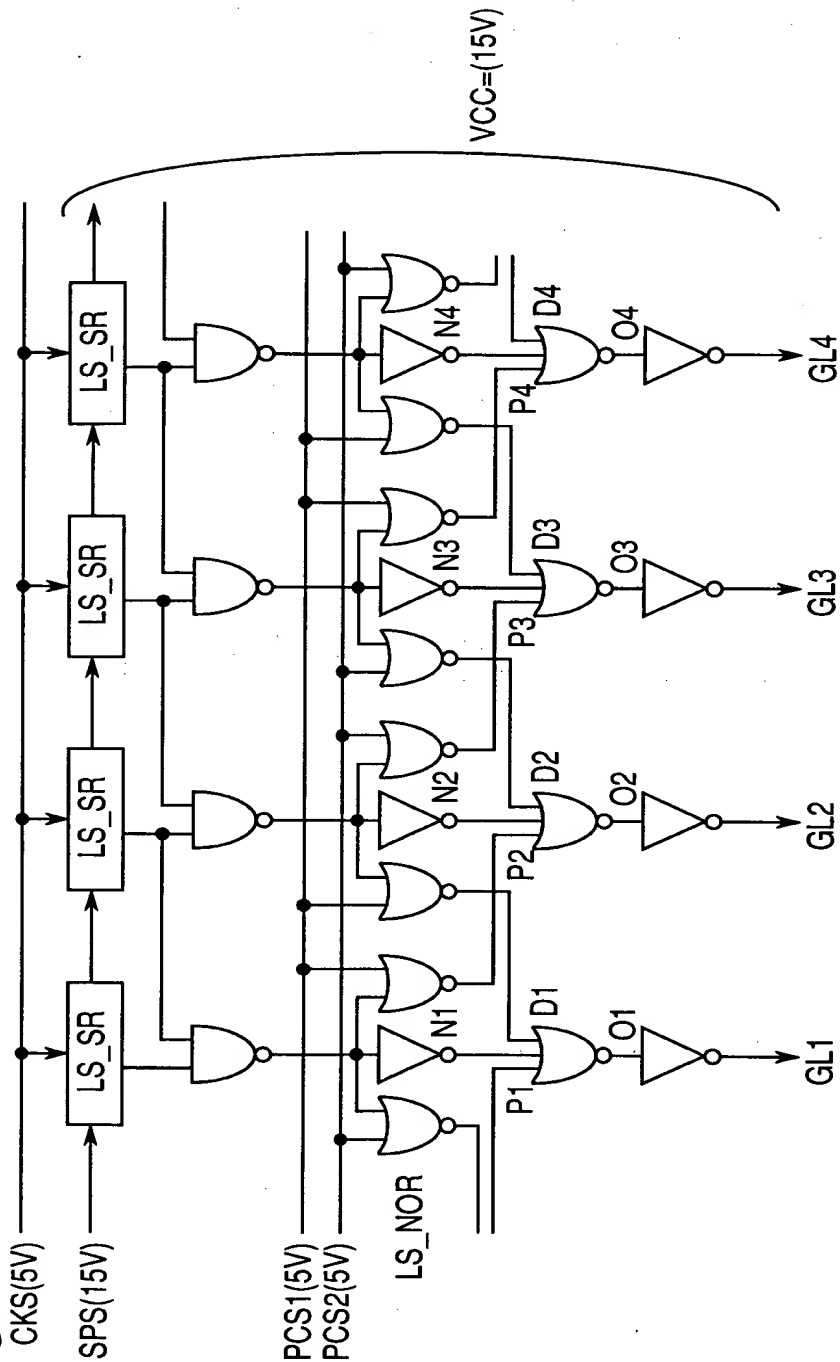 CKS(5V)
SPS(15V)
LS_SR
LS_SR
LS_SR
LS_SR
PCS1(5V)
PCS2(5V)
VCC=(15V)
LS_NOR
N1
N2
N3
N4
P1
D1
P2
D2
P3
D3
P4
D4
O1
O2
O3
O4
GL1
GL2
GL3
GL4